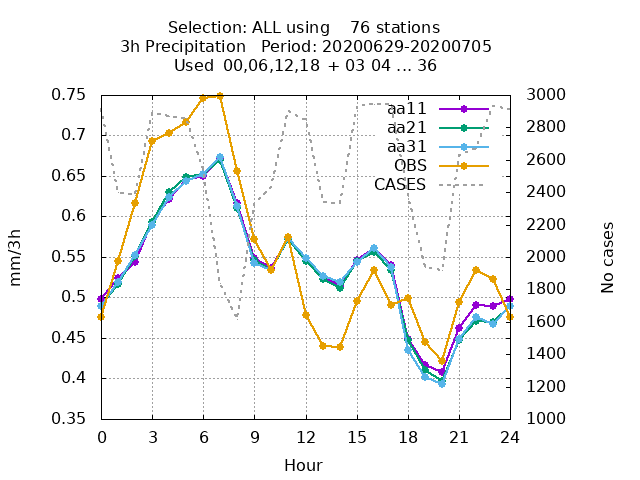 Selection: ALL using    76 stations
3h Precipitation   Period: 20200629-20200705
Used 00,06,12,18 + 03 04 ... 36
0.75
0.7
0.65
0.6
0.55
0.5
0.45
0.4
0.35
mm/3h
aa11
aa21
aa31
OBS
CASES
3000
2800
2600
2400
2200
2000
1800
1600
1400
1200
1000
No cases
0 3 6 9 12 15 18 21 24
Hour